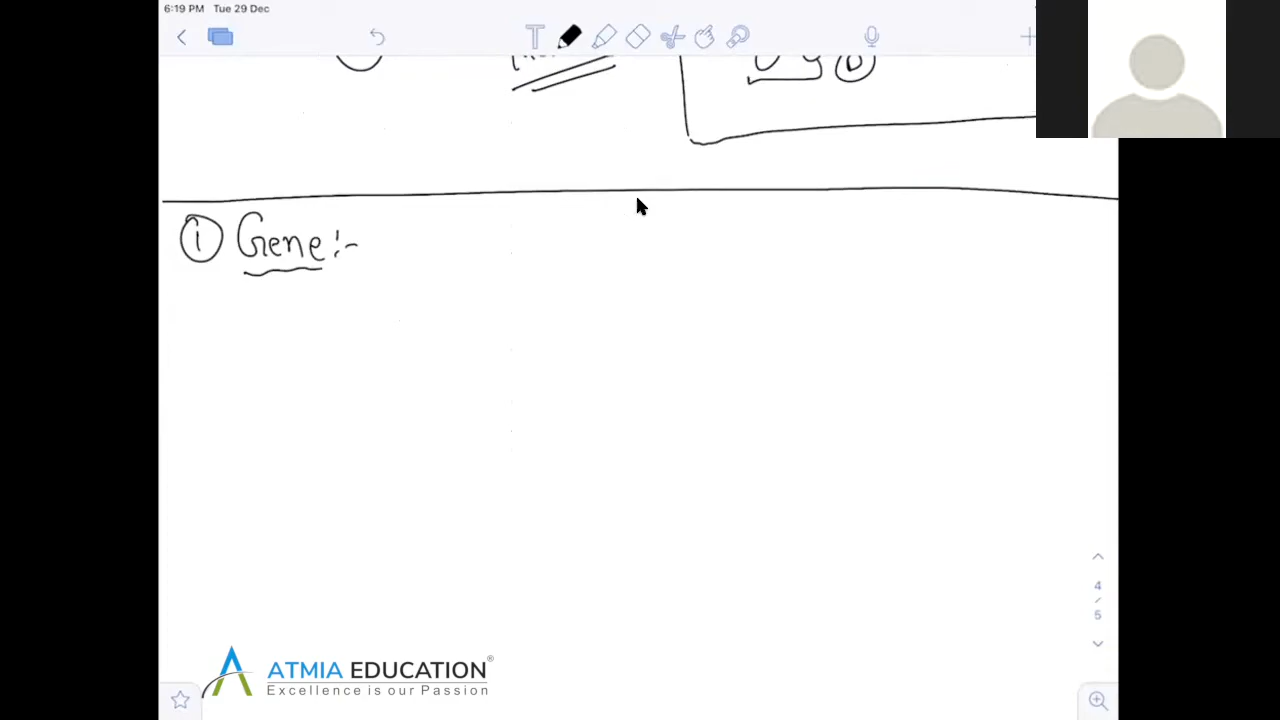 6:19 PM Tue 29 Dec
T
① Gene :-
4
5
ATMIA EDUCATION®
Excellence is our Passion